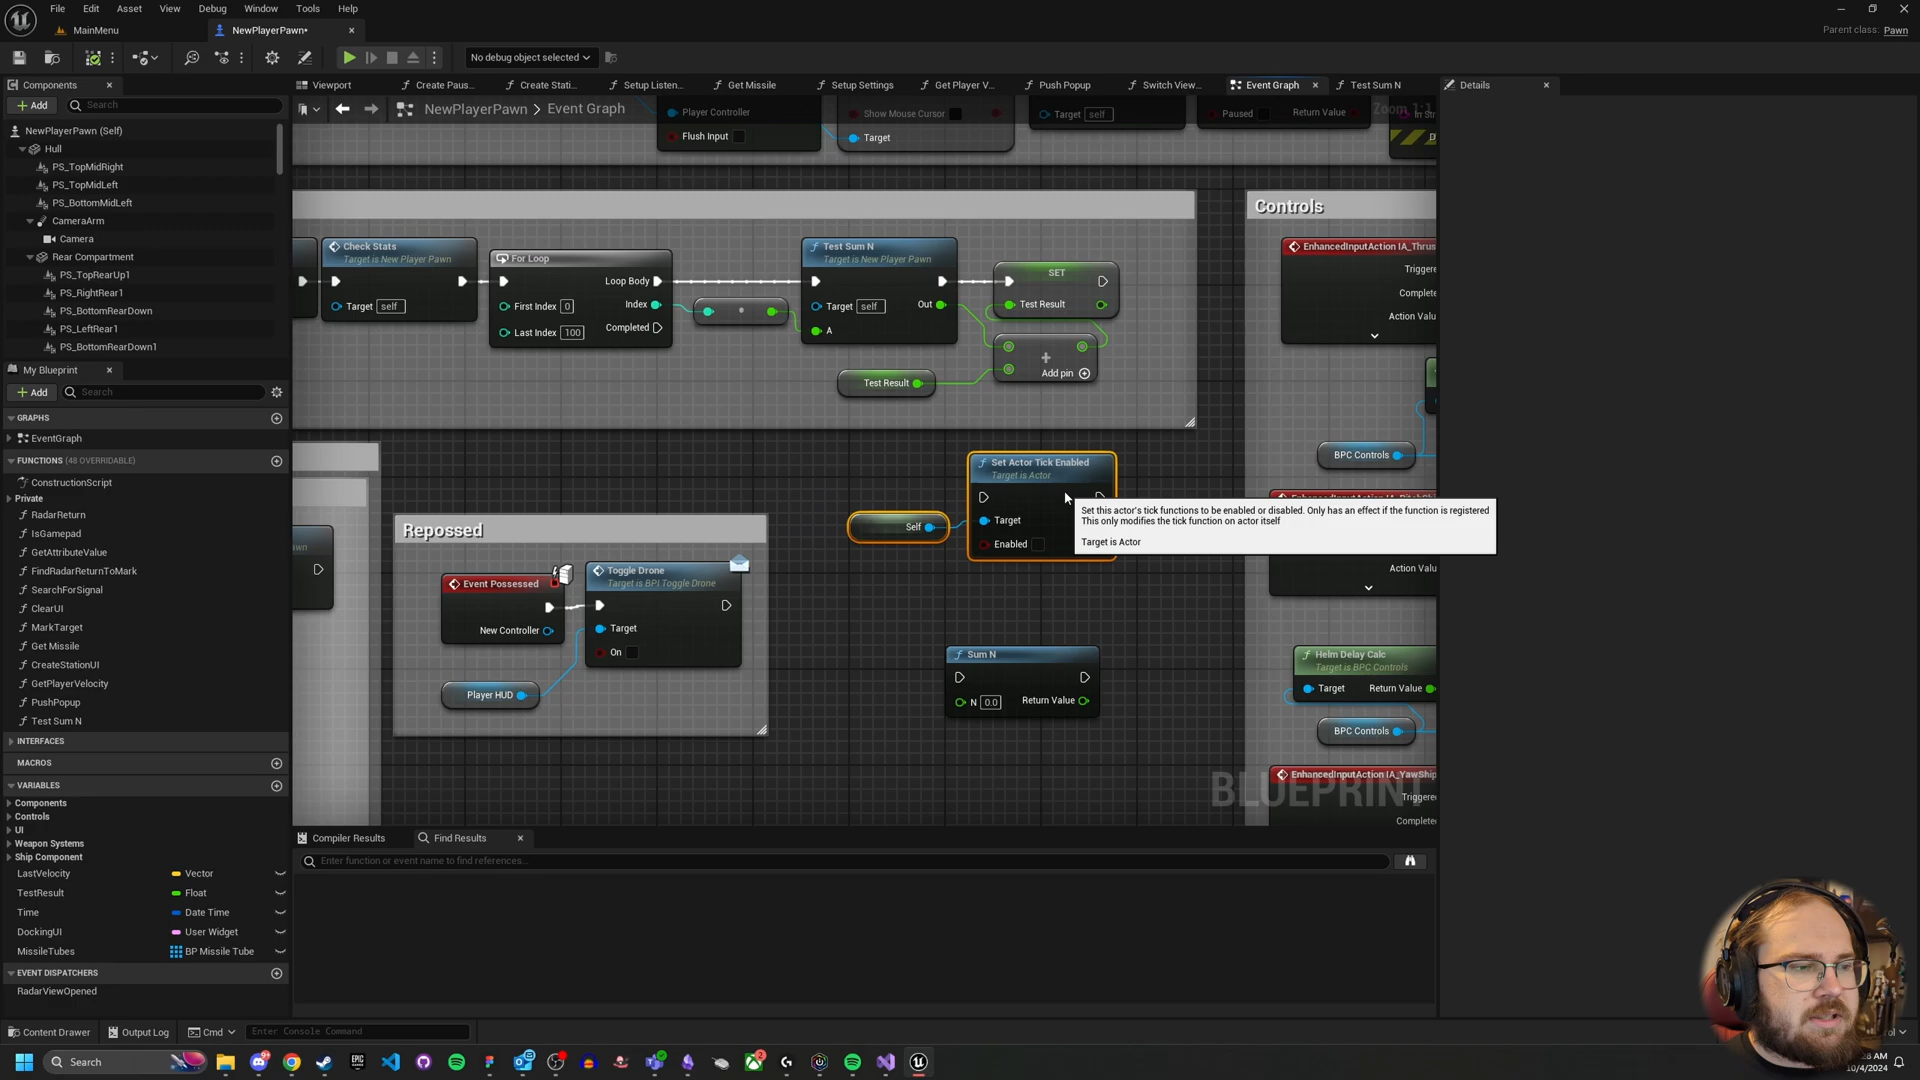 File Edit Asset View Debug Window Tools Help
MainMenu
NewPlayerPawn•
Parent class: Pawn
No debug object selected
Components
Add
Search
NewPlayerPawn (Self)
Hull
PS_TopMidRight
PS_TopMidLeft
PS_BottomMidLeft
CameraArm
Camera
Rear Compartment
PS_TopRearUp1
PS_RightRear1
PS_BottomRearDown
PS_LeftRear1
PS_BottomRearDown1
My Blueprint
Add
Search
GRAPHS
EventGraph
FUNCTIONS (48 OVERRIDABLE)
ConstructionScript
Private
RadarReturn
IsGamepad
GetAttributeValue
FindRadarReturnToMark
SearchForSignal
ClearUI
MarkTarget
Get Missile
CreateStationUI
GetPlayerVelocity
PushPopup
Test Sum N
INTERFACES
MACROS
VARIABLES
Components
Controls
UI
Weapon Systems
Ship Component
LastVelocity Vector
TestResult Float
Time Date Time
DockingUI User Widget
MissileTubes BP Missile Tube
EVENT DISPATCHERS
RadarViewOpened
Viewport
Create Paus...
Create Stati...
Setup Listen...
Get Missile
Setup Settings
Get Player V...
Push Popup
Switch View...
Event Graph
Test Sum N
Details
NewPlayerPawn > Event Graph
Zoom 1:1
Player Controller
Flush Input
Show Mouse Cursor
Target
Target self
Paused
Return Value
Check Stats
Target is New Player Pawn
Target self
For Loop
Loop Body
First Index 0
Index
Last Index 100
Completed
Test Sum N
Target is New Player Pawn
Target self
Out
A
SET
Test Result
Add pin
Test Result
Controls
EnhancedInputAction IA_Thrus
Triggere
Complete
Action Valu
BPC Controls
Set Actor Tick Enabled
Target is Actor
Target
Enabled
Self
Set this actor's tick functions to be enabled or disabled. Only has an effect if the function is registered
This only modifies the tick function on actor itself
Target is Actor
Action Valu
Repossed
Event Possessed
New Controller
Toggle Drone
Target is BPI Toggle Drone
Target
On
Player HUD
Sum N
N 0.0
Return Value
Helm Delay Calc
Target is BPC Controls
Target
Return Value
BPC Controls
EnhancedInputAction IA_YawShip
Triggere
Complete
BLUEPRINT
Compiler Results
Find Results
Enter function or event name to find references...
Content Drawer
Output Log
Cmd
Enter Console Command
Search
10/4/2024